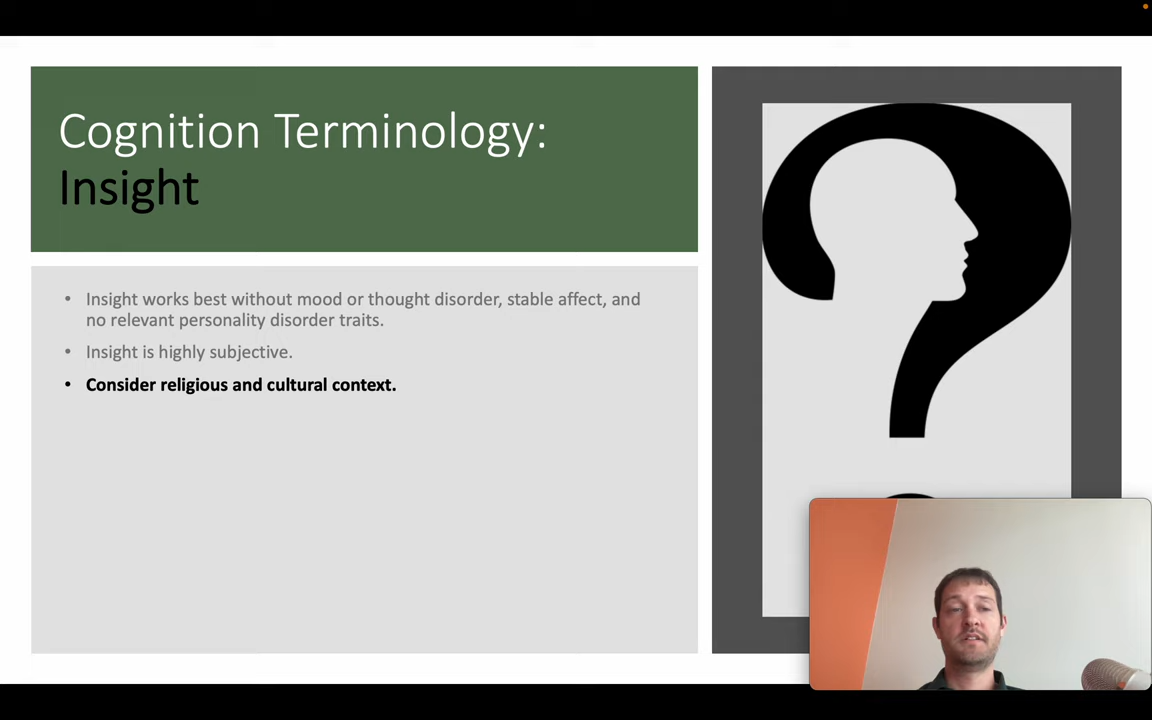 Cognition Terminology:
Insight
• Insight works best without mood or thought disorder, stable affect, and
no relevant personality disorder traits.
• Insight is highly subjective.
• Consider religious and cultural context.